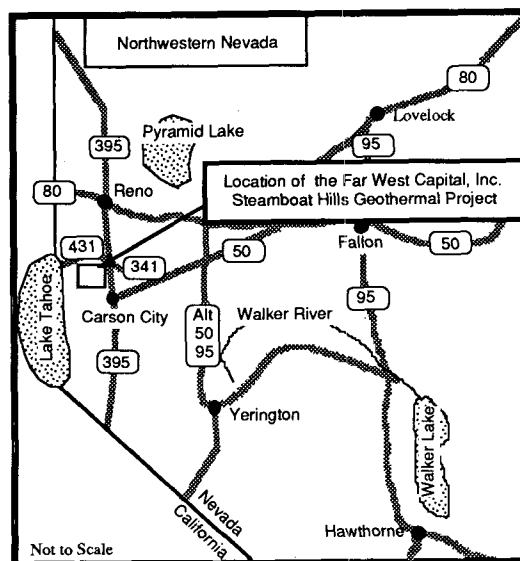 Northwestern Nevada
80
Lovelock
95
395
Pyramid Lake
Location of the Far West Capital, Inc.
Steamboat Hills Geothermal Project
80
Reno
Fallon
431
341
50
50
Lake Tahoe
Carson City
95
Alt
50
95
Walker River
395
Yerington
Walker Lake
Nevada
California
Hawthorne
Not to Scale